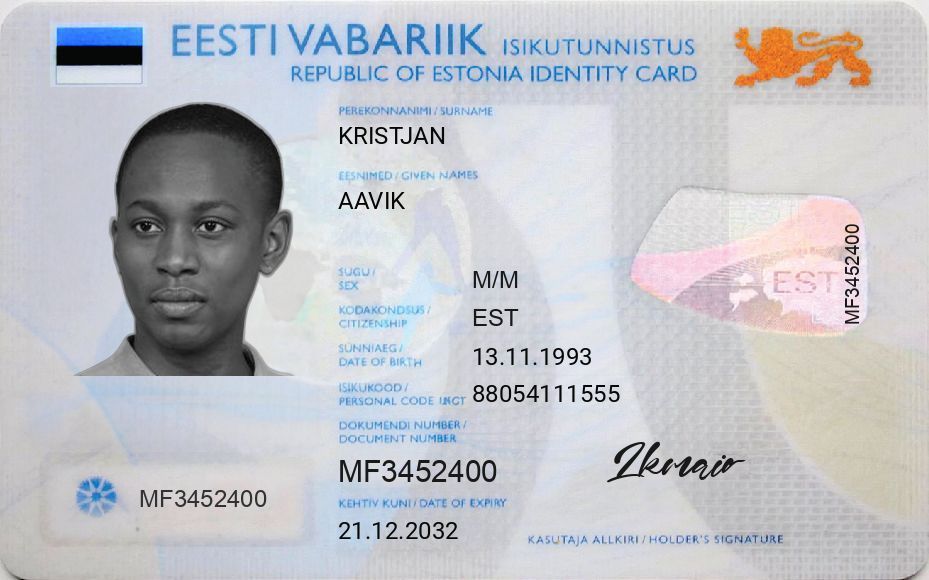 EESTI VABARIIK ISIKUTUNNISTUS
REPUBLIC OF ESTONIA IDENTITY CARD
PEREKONNANIMI / SURNAME
KRISTJAN
EESNIMED / GIVEN NAMES
AAVIK
SUGU /
SEX
M/M
KODAKONDSUS /
CITIZENSHIP
EST
SÜNNIAEG /
DATE OF BIRTH
13.11.1993
ISIKUKOOD /
PERSONAL CODE
88054111555
DOKUMENDI NUMBER /
DOCUMENT NUMBER
MF3452400
KEHTIV KUNI / DATE OF EXPIRY
21.12.2032
MF3452400
EST
MF3452400
KASUTAJA ALLKIRI / HOLDER'S SIGNATURE